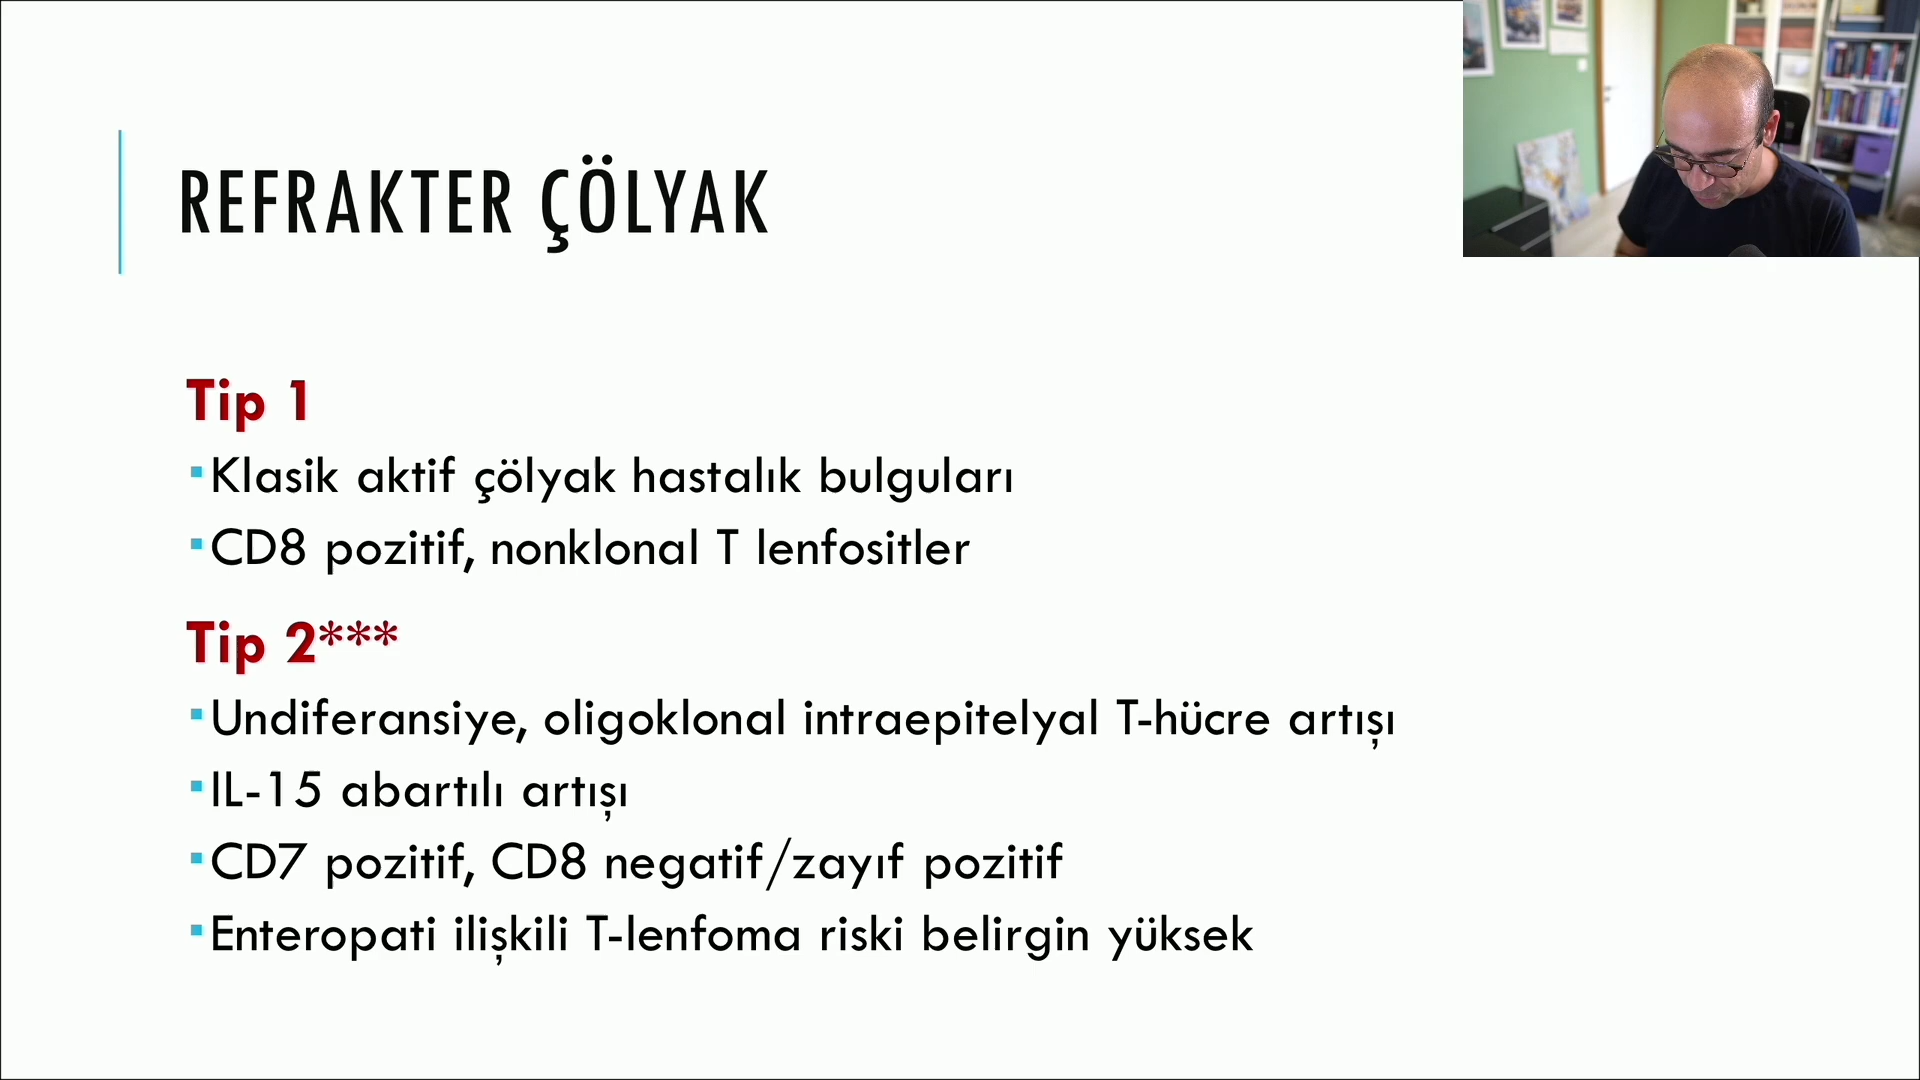 REFRAKTER ÇÖLYAK
Tip 1
▪Klasik aktif çölyak hastalık bulguları
▪CD8 pozitif, nonklonal T lenfositler
Tip 2***
▪Undiferansiye, oligoklonal intraepitelyal T-hücre artışı
▪IL-15 abartılı artışı
▪CD7 pozitif, CD8 negatif/zayıf pozitif
▪Enteropati ilişkili T-lenfoma riski belirgin yüksek